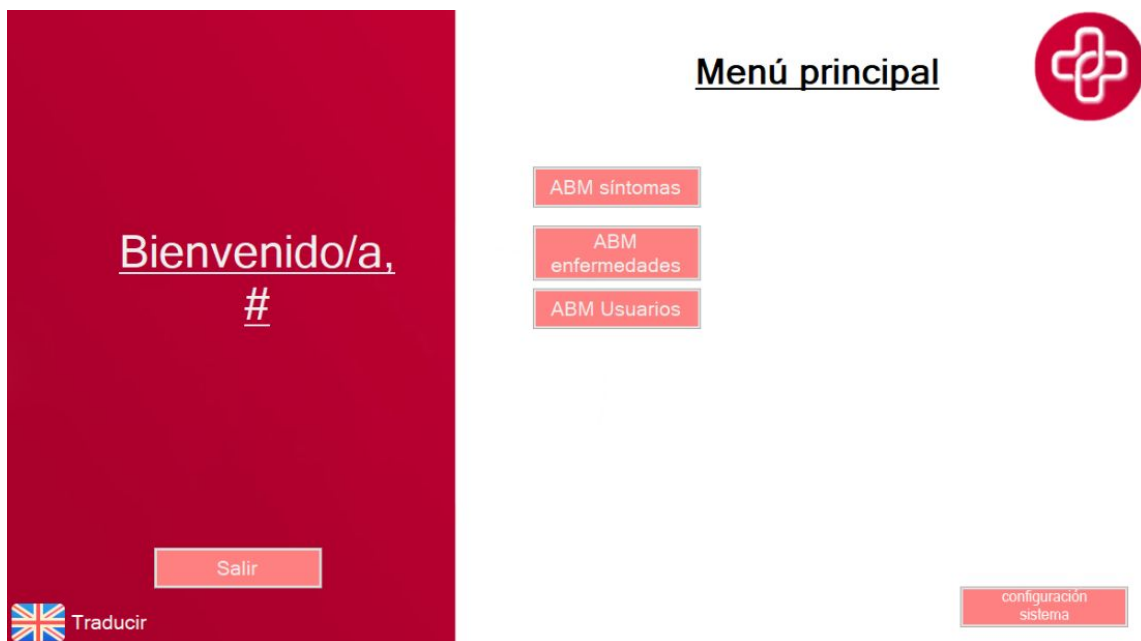 Menú principal
Bienvenido/a,
#
ABM síntomas
ABM
enfermedades
ABM Usuarios
Salir
Traducir
configuración
sistema